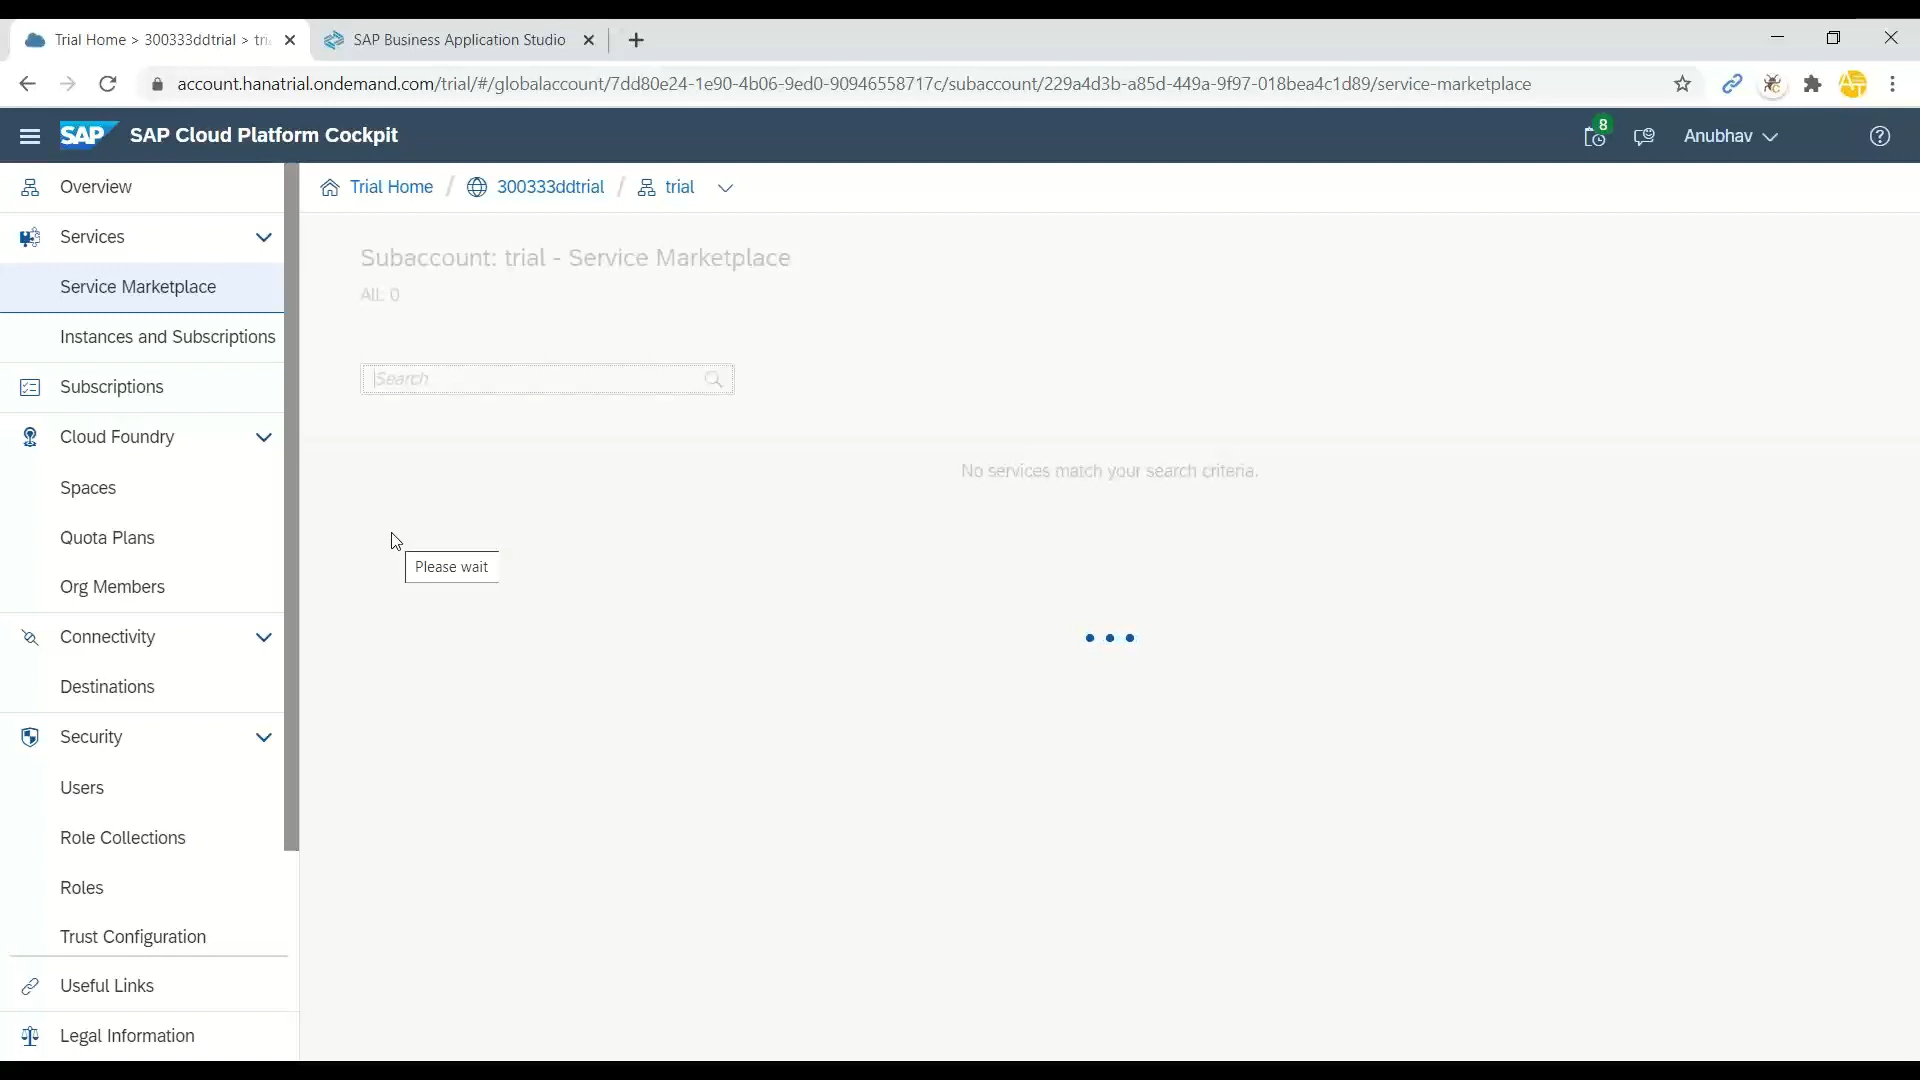 Trial Home > 300333ddtrial > tri
SAP Business Application Studio
account.hanatrial.ondemand.com/trial/#/globalaccount/7dd80e24-1e90-4b06-9ed0-90946558717c/subaccount/229a4d3b-a85d-449a-9f97-018bea4c1d89/service-marketplace
SAP SAP Cloud Platform Cockpit
8
Anubhav
Overview
Services
Service Marketplace
Instances and Subscriptions
Subscriptions
Cloud Foundry
Spaces
Quota Plans
Org Members
Connectivity
Destinations
Security
Users
Role Collections
Roles
Trust Configuration
Useful Links
Legal Information
Trial Home / 300333ddtrial / trial
Subaccount: trial - Service Marketplace
All: 0
Search
No services match your search criteria.
Please wait